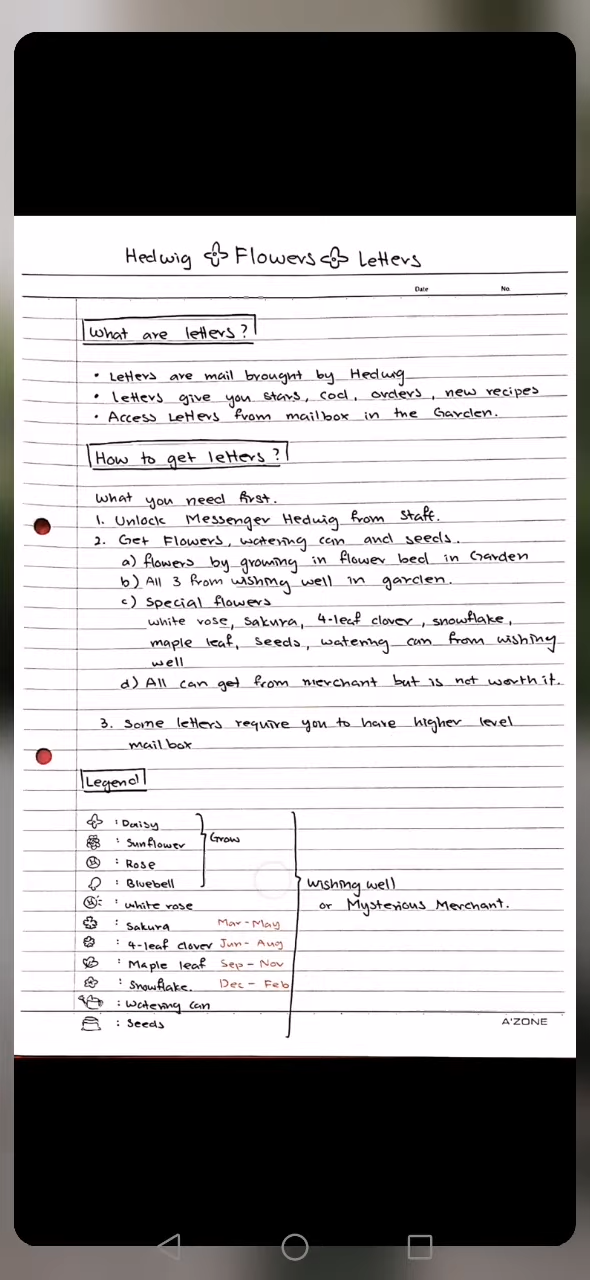 Hedwig Flowers Letters
Date No.
What are letters?
• Letters are mail brought by Hedwig
• Letters give you stars, cod, orders, new recipes
• Access Letters from mailbox in the Garden.
How to get letters?
What you need first.
1. Unlock Messenger Hedwig from Staff.
2. Get Flowers, watering can and seeds.
a) flowers by growing in flower bed in Garden
b) All 3 from wishing well in garden.
c) Special flowers
white rose, sakura, 4-leaf clover, snowflake,
maple leaf, seeds, watering can from wishing
well
d) All can get from merchant but is not worth it.
3. Some letters require you to have higher level
mailbox
Legend
: Daisy
: Sunflower Grow
: Rose
: Bluebell wishing well
: white rose or Mysterious Merchant.
: Sakura Mar-May
: 4-leaf clover Jun-Aug
: Maple leaf Sep-Nov
: Snowflake. Dec-Feb
: Watering can
: Seeds
A'ZONE